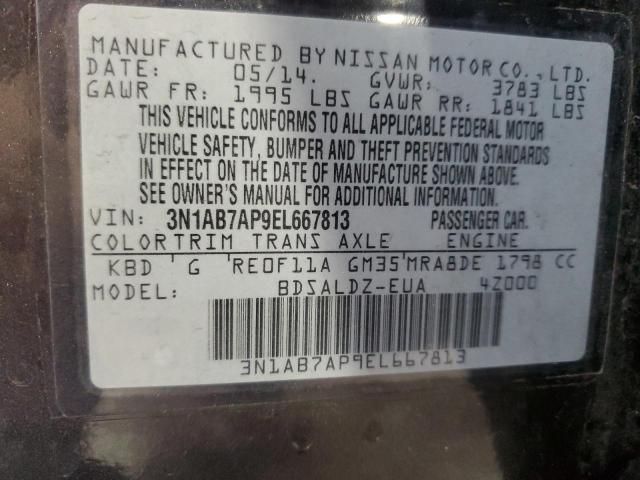 MANUFACTURED BY NISSAN MOTOR CO., LTD.
DATE: 05/14. GVWR: 3783 LBS
GAWR FR: 1995 LBS GAWR RR: 1841 LBS
THIS VEHICLE CONFORMS TO ALL APPLICABLE FEDERAL MOTOR
VEHICLE SAFETY, BUMPER AND THEFT PREVENTION STANDARDS
IN EFFECT ON THE DATE OF MANUFACTURE SHOWN ABOVE.
SEE OWNER'S MANUAL FOR ADDITIONAL INFORMATION.
VIN: 3N1AB7AP9EL667813 PASSENGER CAR.
COLOR TRIM TRANS AXLE ENGINE
KBD G RE0F11A GM35 MRA8DE 1798 CC
MODEL: BDSALDZ-EUA 4Z000
3N1AB7AP9EL667813